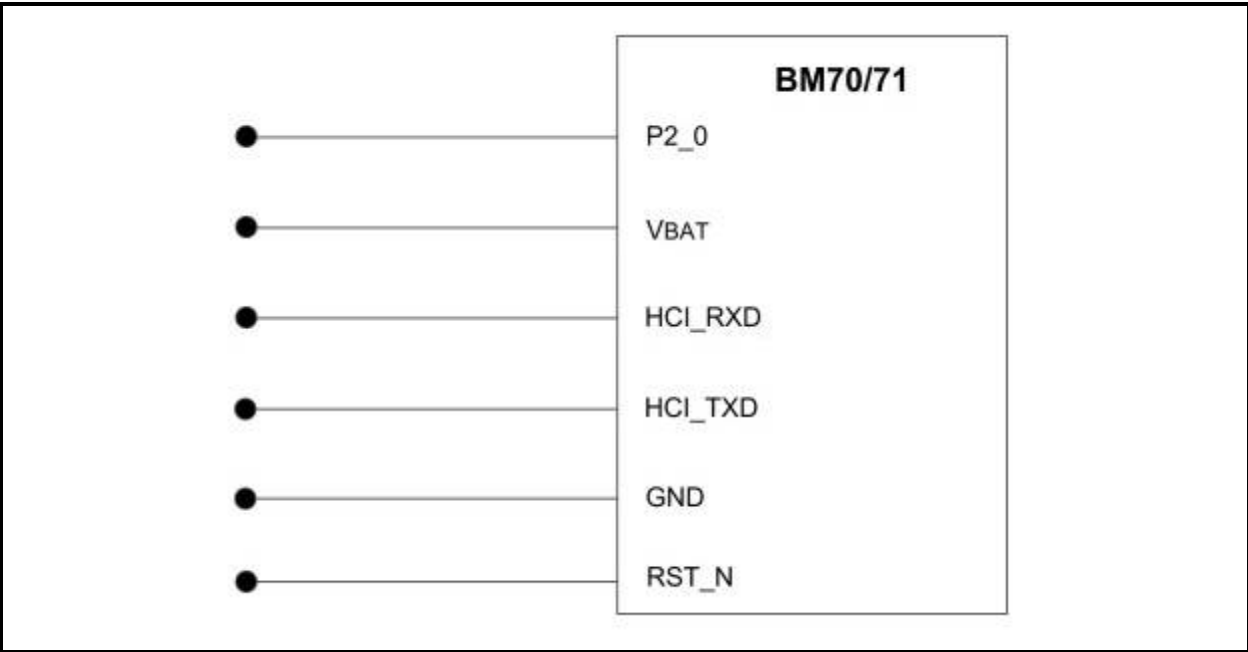 BM70/71
P2_0
VBAT
HCI_RXD
HCI_TXD
GND
RST_N